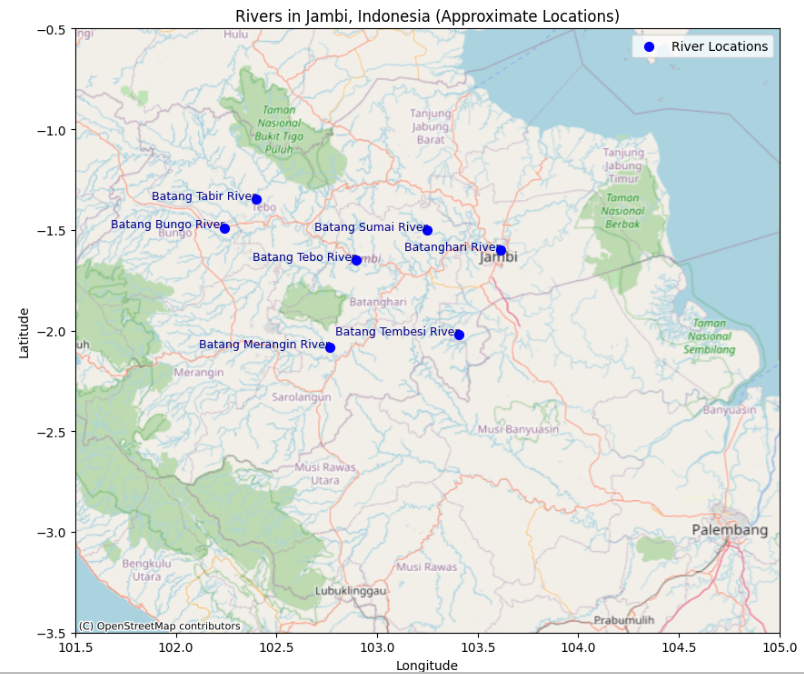 Rivers in Jambi, Indonesia (Approximate Locations)
River Locations
Hulu
Taman
Nasional
Bukit Tiga
Puluh
Tanjung
Jabung
Barat
Tanjung
Jabung
Timur
Taman
Nasional
Berbak
Batang Tabir River
Tebo
Batang Bungo River
Bungo
Batang Sumai River
Batanghari River
Jambi
Batang Tebo River
Batanghari
Batang Tembesi River
Batang Merangin River
Taman
Nasional
Sembilang
uh
Merangin
Sarolangun
Banyuasin
Musi Banyuasin
Musi Rawas
Utara
Palembang
Bengkulu
Utara
Musi Rawas
Lubuklinggau
Prabumulih
(C) OpenStreetMap contributors
−0.5
−1.0
−1.5
−2.0
−2.5
−3.0
−3.5
Latitude
101.5 102.0 102.5 103.0 103.5 104.0 104.5 105.0
Longitude